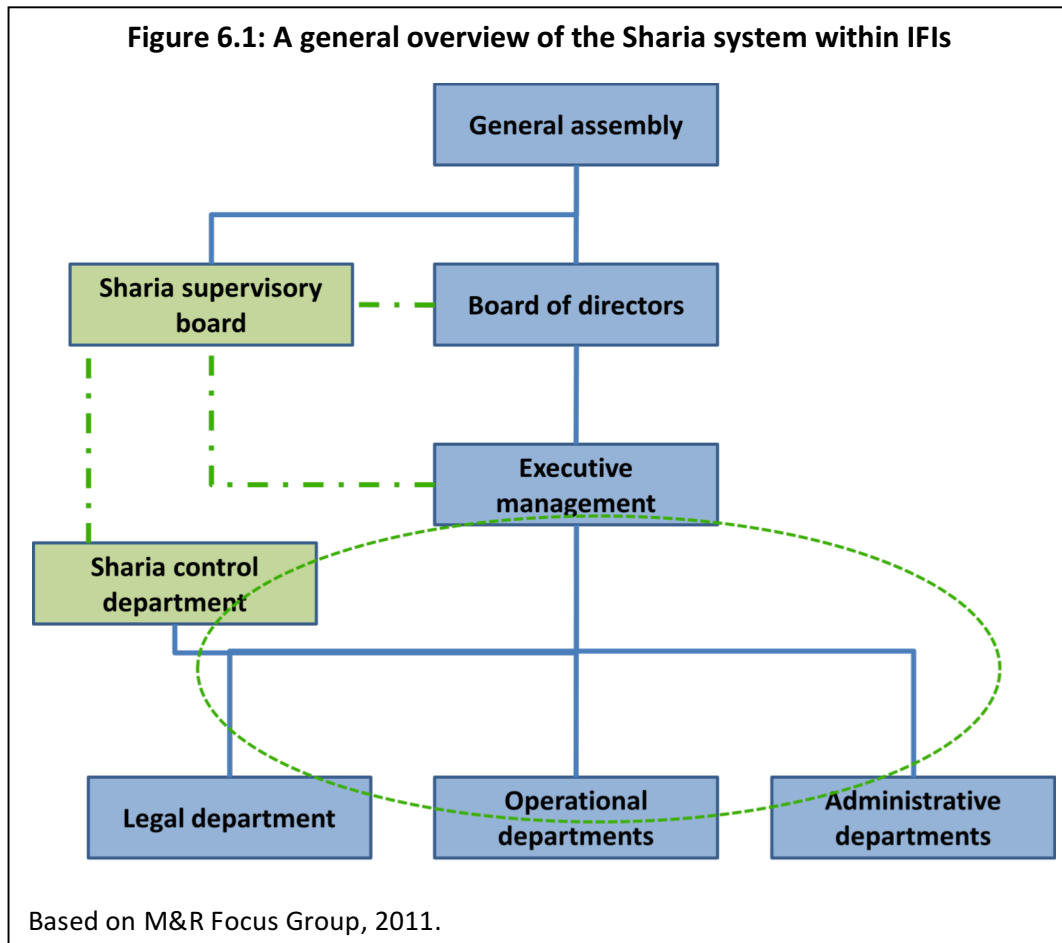 Figure 6.1: A general overview of the Sharia system within IFIs
General assembly
Sharia supervisory
board
Board of directors
Executive
management
Sharia control
department
Legal department
Operational
departments
Administrative
departments
Based on M&R Focus Group, 2011.